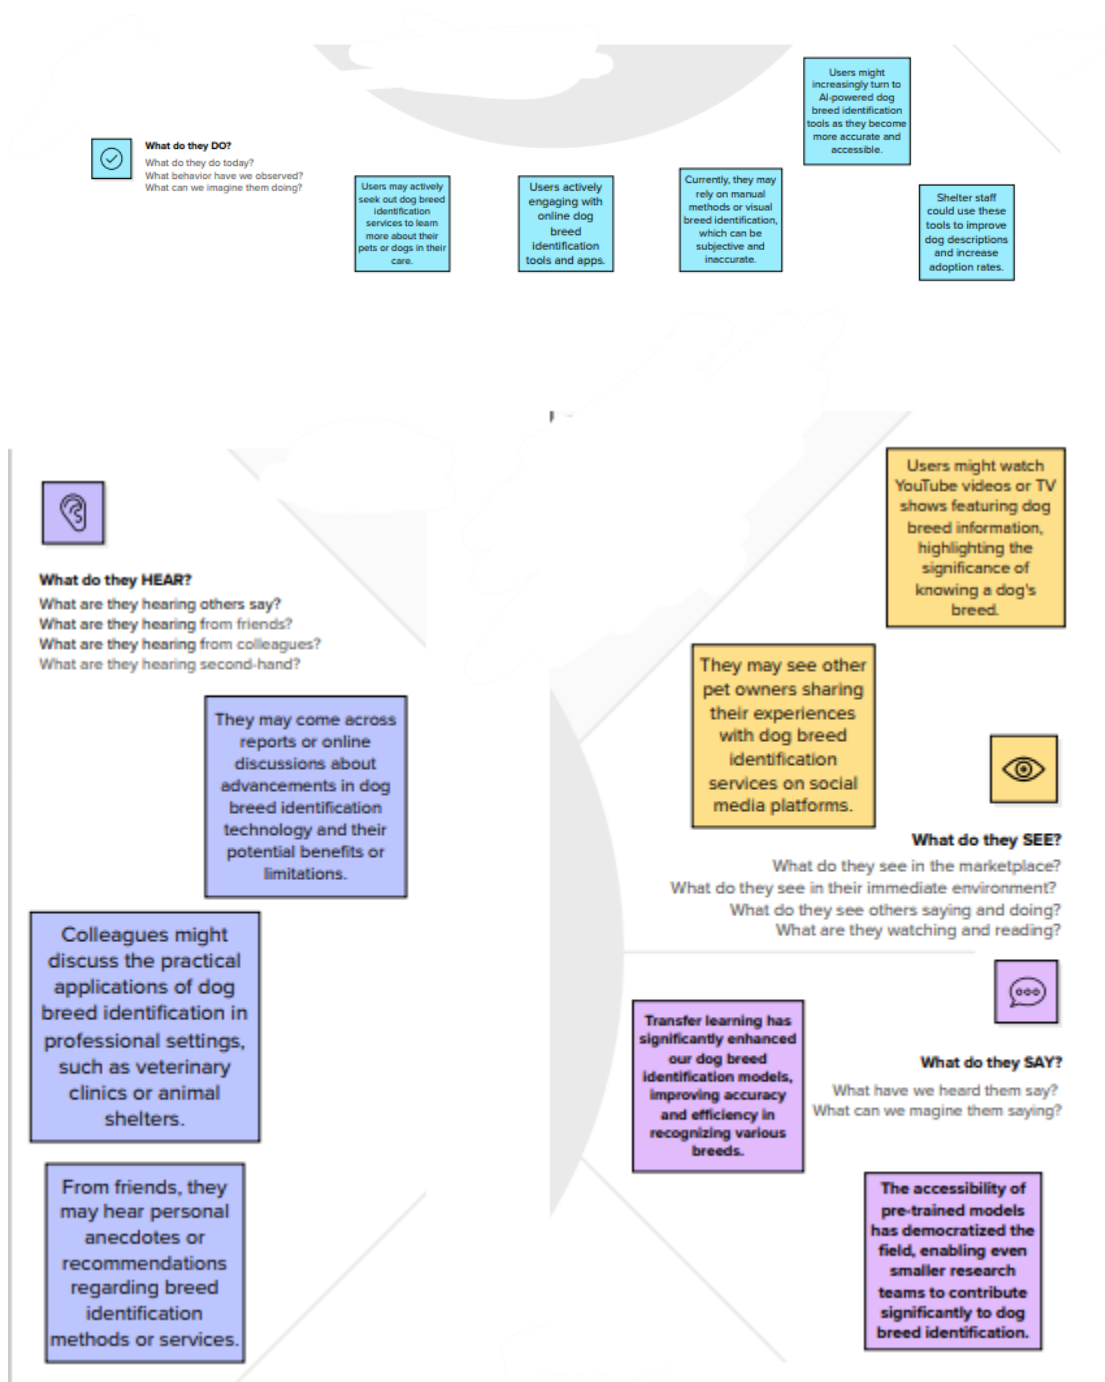 What do they DO?
What do they do today?
What behavior have we observed?
What can we imagine them doing?
Users may actively
seek out dog breed
identification
services to learn
more about their
pets or dogs in their
care.
Users actively
engaging with
online dog
breed
identification
tools and apps.
Currently, they may
rely on manual
methods or visual
breed identification,
which can be
subjective and
inaccurate.
Users might
increasingly turn to
AI-powered dog
breed identification
tools as they become
more accurate and
accessible.
Shelter staff
could use these
tools to improve
dog descriptions
and increase
adoption rates.
What do they HEAR?
What are they hearing others say?
What are they hearing from friends?
What are they hearing from colleagues?
What are they hearing second-hand?
They may come across
reports or online
discussions about
advancements in dog
breed identification
technology and their
potential benefits or
limitations.
Colleagues might
discuss the practical
applications of dog
breed identification in
professional settings,
such as veterinary
clinics or animal
shelters.
From friends, they
may hear personal
anecdotes or
recommendations
regarding breed
identification
methods or services.
Users might watch
YouTube videos or TV
shows featuring dog
breed information,
highlighting the
significance of
knowing a dog's
breed.
They may see other
pet owners sharing
their experiences
with dog breed
identification
services on social
media platforms.
What do they SEE?
What do they see in the marketplace?
What do they see in their immediate environment?
What do they see others saying and doing?
What are they watching and reading?
What do they SAY?
What have we heard them say?
What can we magine them saying?
Transfer learning has
significantly enhanced
our dog breed
identification models,
improving accuracy
and efficiency in
recognizing various
breeds.
The accessibility of
pre-trained models
has democratized the
field, enabling even
smaller research
teams to contribute
significantly to dog
breed identification.